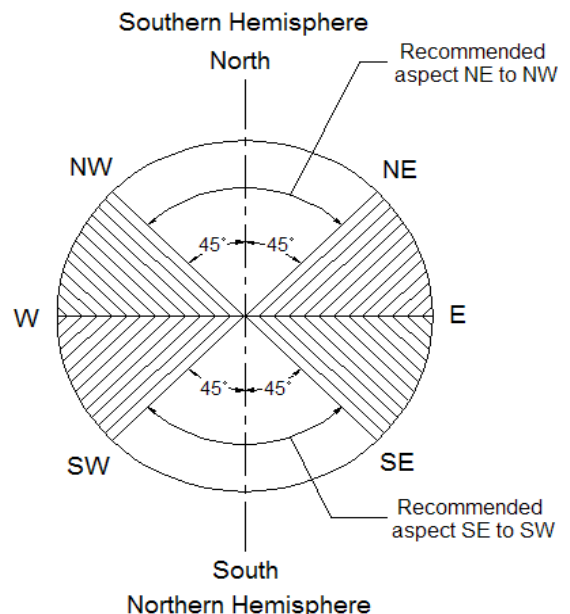 Southern Hemisphere
North
Recommended
aspect NE to NW
NW
NE
45°
45°
W
E
45°
45°
SW
SE
Recommended
aspect SE to SW
South
Northern Hemisphere